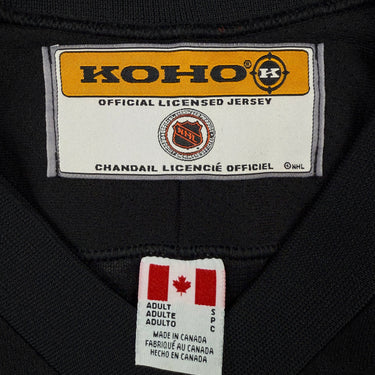 KOHO® K
OFFICIAL LICENSED JERSEY
NHL
CHANDAIL LICENCIÉ OFFICIEL
©NHL
ADULT S
ADULTE P
ADULTO C
MADE IN CANADA
FABRIQUÉ AU CANADA
HECHO EN CANADA